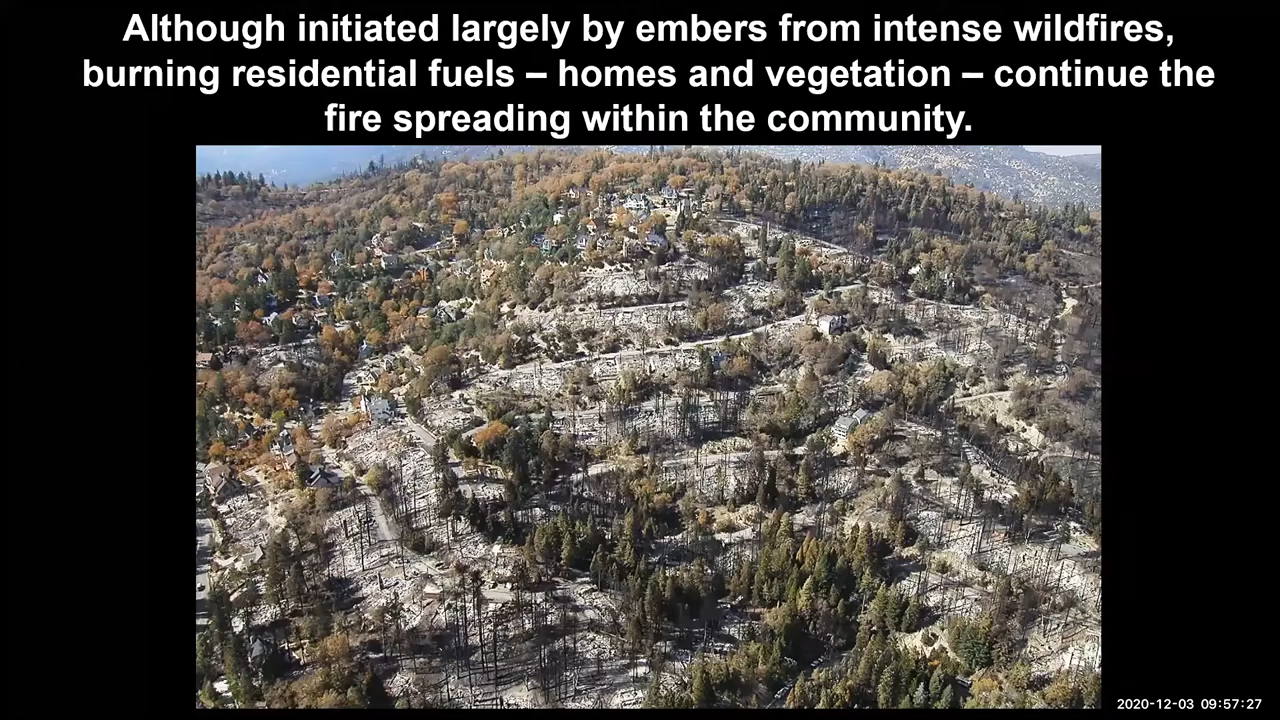 Although initiated largely by embers from intense wildfires,
burning residential fuels – homes and vegetation – continue the
fire spreading within the community.
2020-12-03 09:57:27